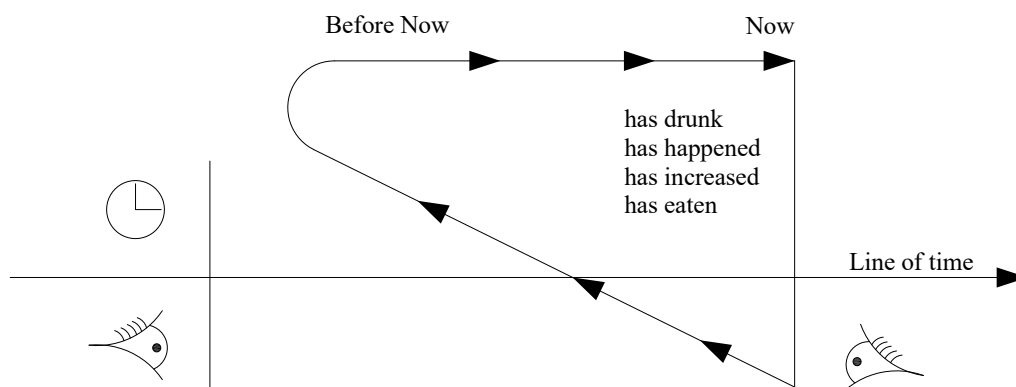 Before Now
Now
has drunk
has happened
has increased
has eaten
Line of time